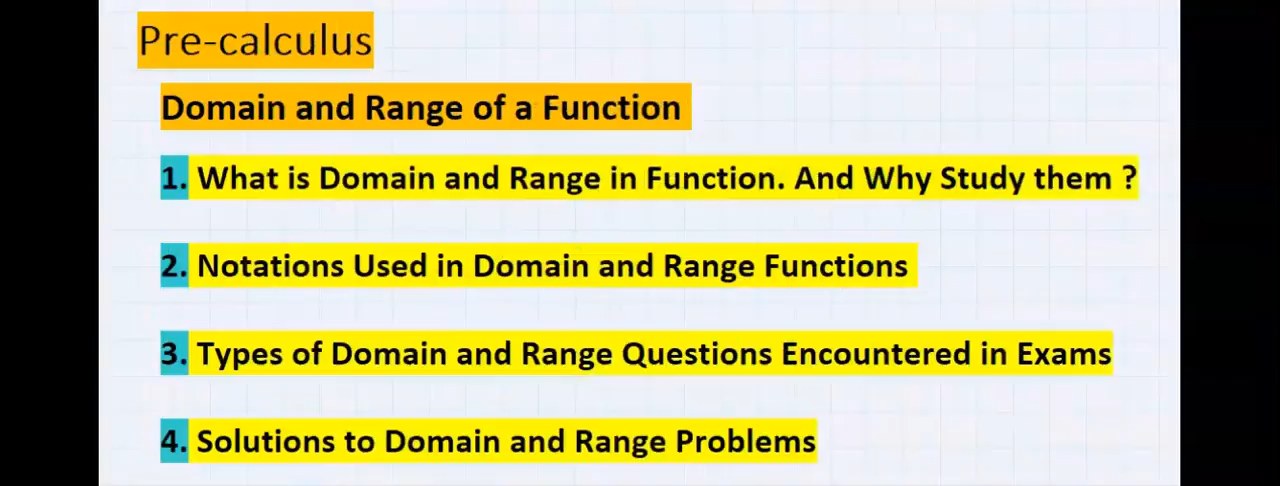 Pre-calculus
Domain and Range of a Function
1. What is Domain and Range in Function. And Why Study them ?
2. Notations Used in Domain and Range Functions
3. Types of Domain and Range Questions Encountered in Exams
4. Solutions to Domain and Range Problems